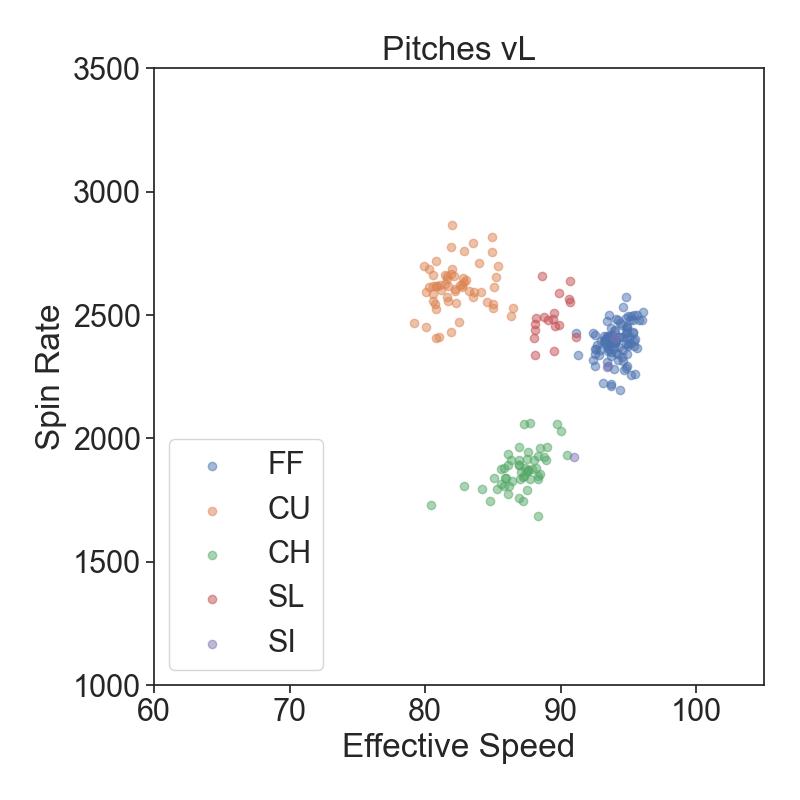 Pitches vL
3500
3000
2500
2000
1500
1000
Spin Rate
FF
CU
CH
SL
SI
60 70 80 90 100
Effective Speed